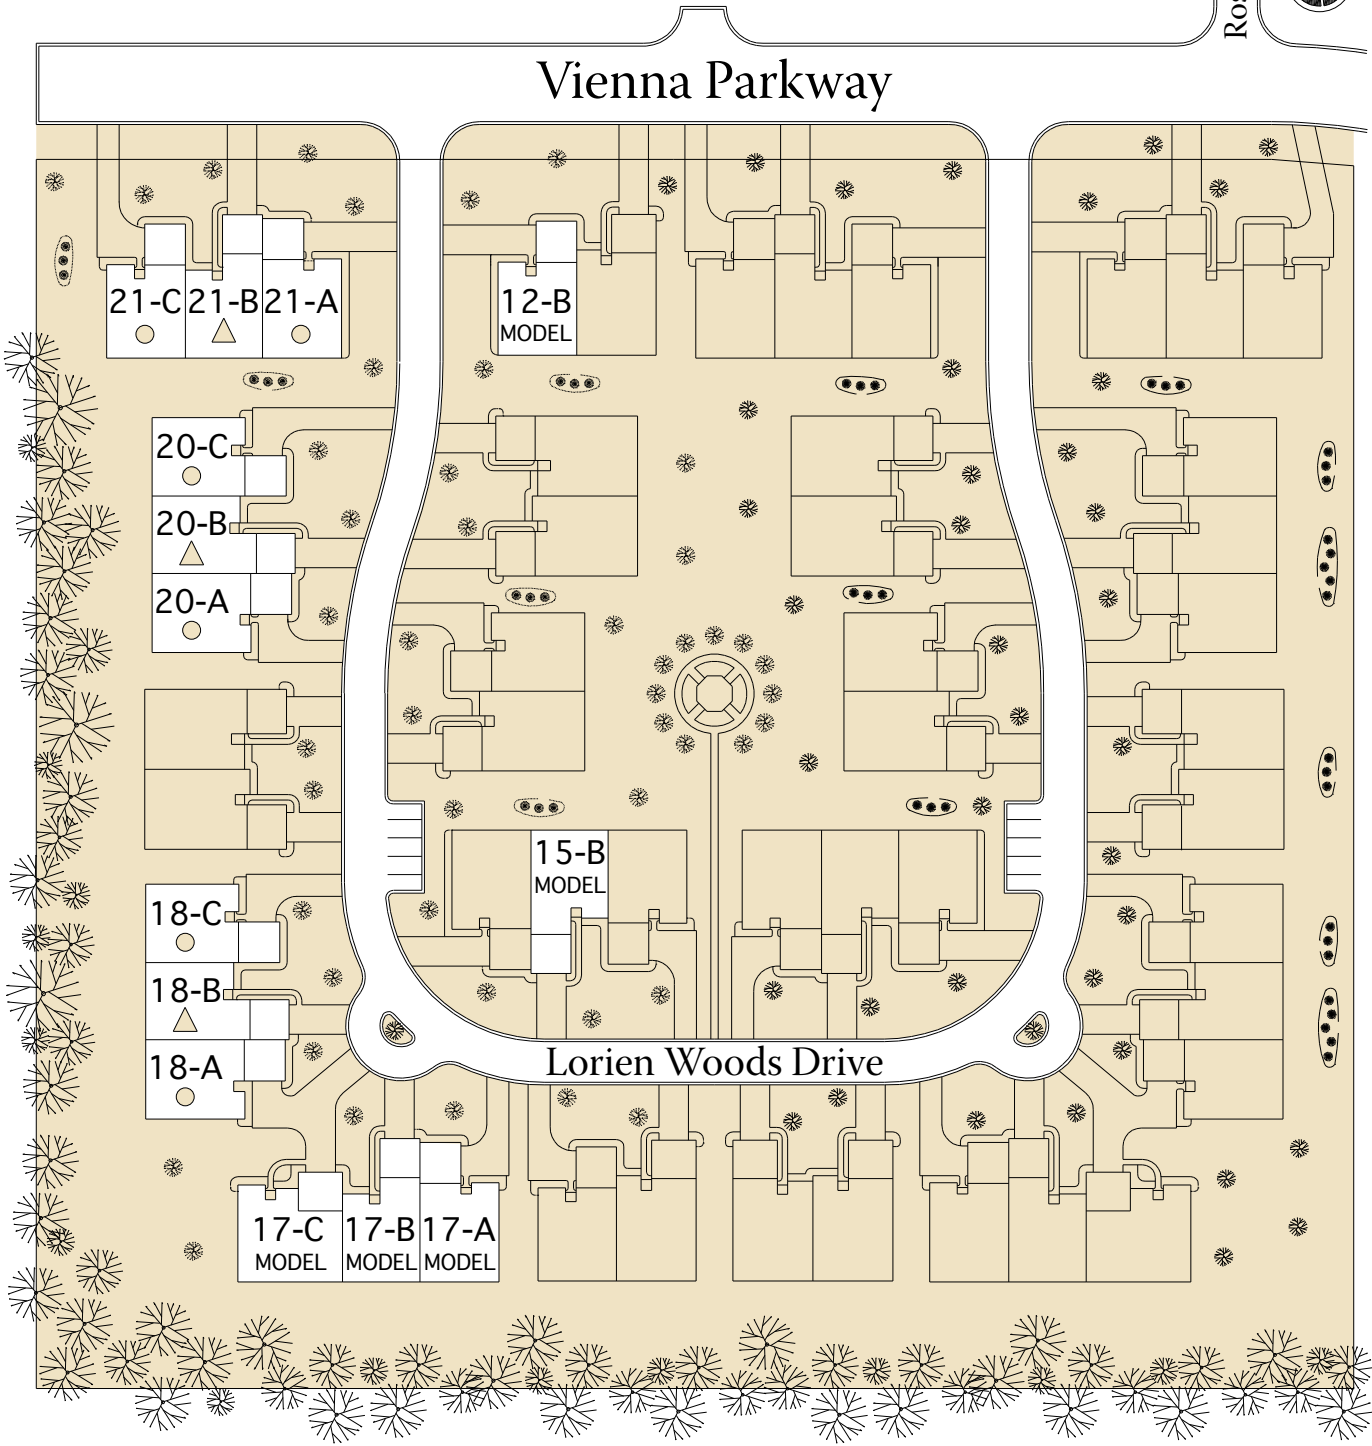 Vienna Parkway
21-C 21-B 21-A
12-B
MODEL
20-C
20-B
20-A
15-B
MODEL
18-C
18-B
18-A
Lorien Woods Drive
17-C 17-B 17-A
MODEL MODEL MODEL